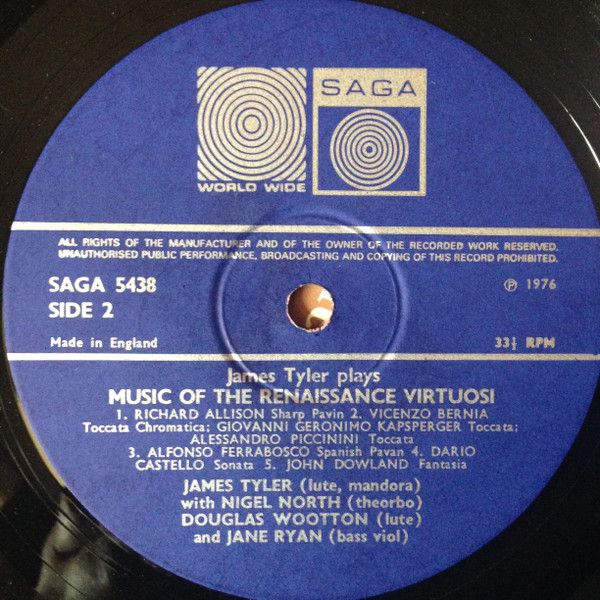 SAGA
WORLD WIDE
ALL RIGHTS OF THE MANUFACTURER AND OF THE OWNER OF THE RECORDED WORK RESERVED.
UNAUTHORISED PUBLIC PERFORMANCE, BROADCASTING AND COPYING OF THIS RECORD PROHIBITED.
SAGA 5438
℗ 1976
SIDE 2
Made in England
33⅓ RPM
James Tyler plays
MUSIC OF THE RENAISSANCE VIRTUOSI
1. RICHARD ALLISON Sharp Pavin 2. VICENZO BERNIA
Toccata Chromatica; GIOVANNI GERONIMO KAPSPERGER Toccata;
ALESSANDRO PICCININI Toccata
3. ALFONSO FERRABOSCO Spanish Pavan 4. DARIO
CASTELLO Sonata 5. JOHN DOWLAND Fantasia
JAMES TYLER (lute, mandora)
with NIGEL NORTH (theorbo)
DOUGLAS WOOTTON (lute)
and JANE RYAN (bass viol)